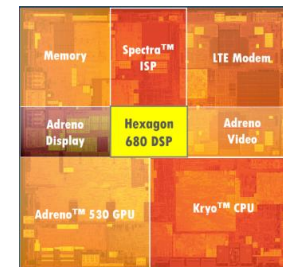 Memory
Spectra™
ISP
LTE Modem
Adreno
Display
Hexagon
680 DSP
Adreno
Video
Adreno™ 530 GPU
Kryo™ CPU